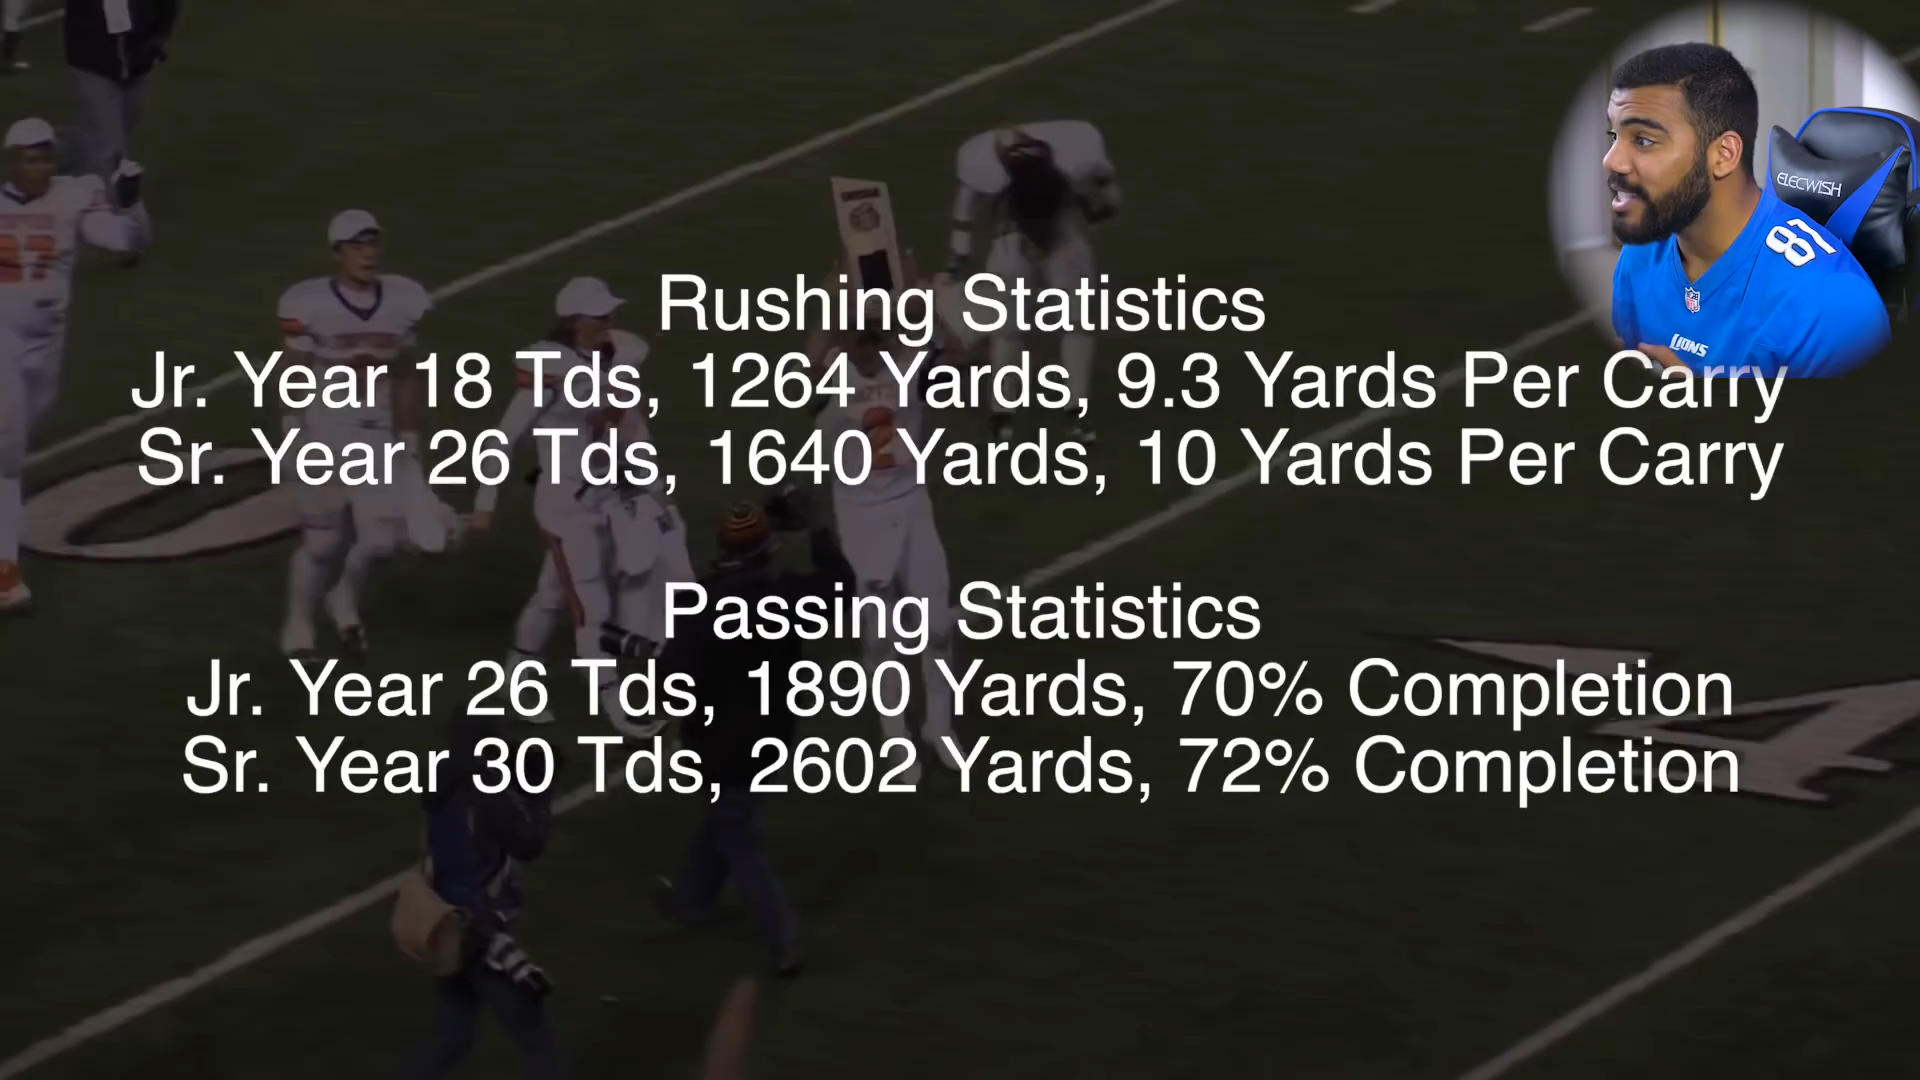 Rushing Statistics
Jr. Year 18 Tds, 1264 Yards, 9.3 Yards Per Carry
Sr. Year 26 Tds, 1640 Yards, 10 Yards Per Carry
Passing Statistics
Jr. Year 26 Tds, 1890 Yards, 70% Completion
Sr. Year 30 Tds, 2602 Yards, 72% Completion
ELECWISH
81
NFL
LIONS
2